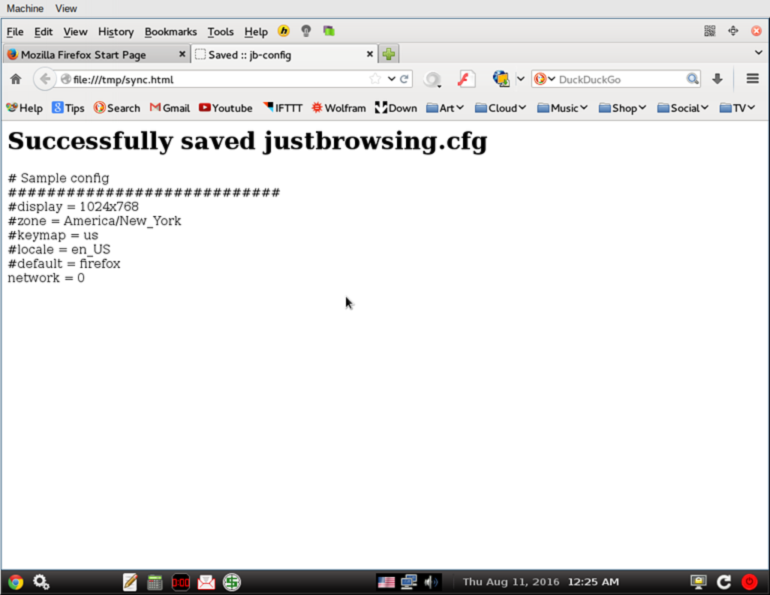 Machine View
File Edit View History Bookmarks Tools Help
Mozilla Firefox Start Page Saved :: jb-config
file:///tmp/sync.html DuckDuckGo
Help Tips Search Gmail Youtube IFTTT Wolfram Down Art Cloud Music Shop Social TV
Successfully saved justbrowsing.cfg
# Sample config
############################
#display = 1024x768
#zone = America/New_York
#keymap = us
#locale = en_US
#default = firefox
network = 0
0:00 Thu Aug 11, 2016 12:25 AM